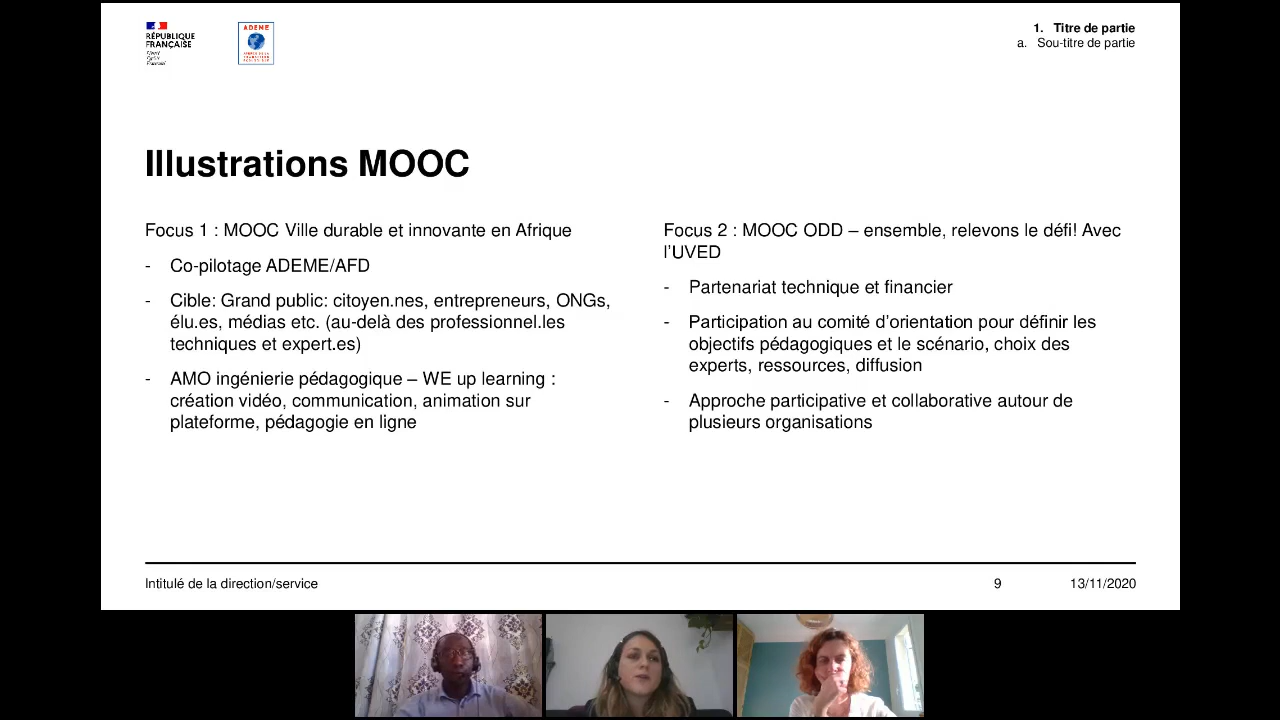 RÉPUBLIQUE
FRANÇAISE
Liberté
Égalité
Fraternité
ADEME
1. Titre de partie
a. Sou-titre de partie
Illustrations MOOC
Focus 1 : MOOC Ville durable et innovante en Afrique
- Co-pilotage ADEME/AFD
- Cible: Grand public: citoyen.nes, entrepreneurs, ONGs,
élu.es, médias etc. (au-delà des professionnel.les
techniques et expert.es)
- AMO ingénierie pédagogique – WE up learning :
création vidéo, communication, animation sur
plateforme, pédagogie en ligne
Focus 2 : MOOC ODD – ensemble, relevons le défi! Avec
l’UVED
- Partenariat technique et financier
- Participation au comité d’orientation pour définir les
objectifs pédagogiques et le scénario, choix des
experts, ressources, diffusion
- Approche participative et collaborative autour de
plusieurs organisations
Intitulé de la direction/service
9
13/11/2020